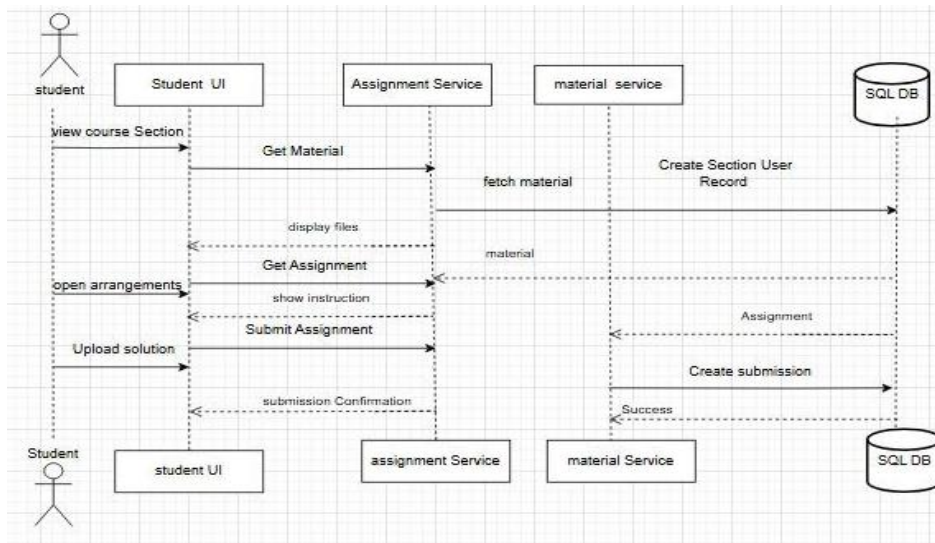 student
Student UI
Assignment Service
material service
SQL DB
view course Section
Get Material
fetch material
Create Section User
Record
display files
material
Get Assignment
open arrangements
show instruction
Assignment
Submit Assignment
Upload solution
Create submission
submission Confirmation
Success
Student
student UI
assignment Service
material Service
SQL DB